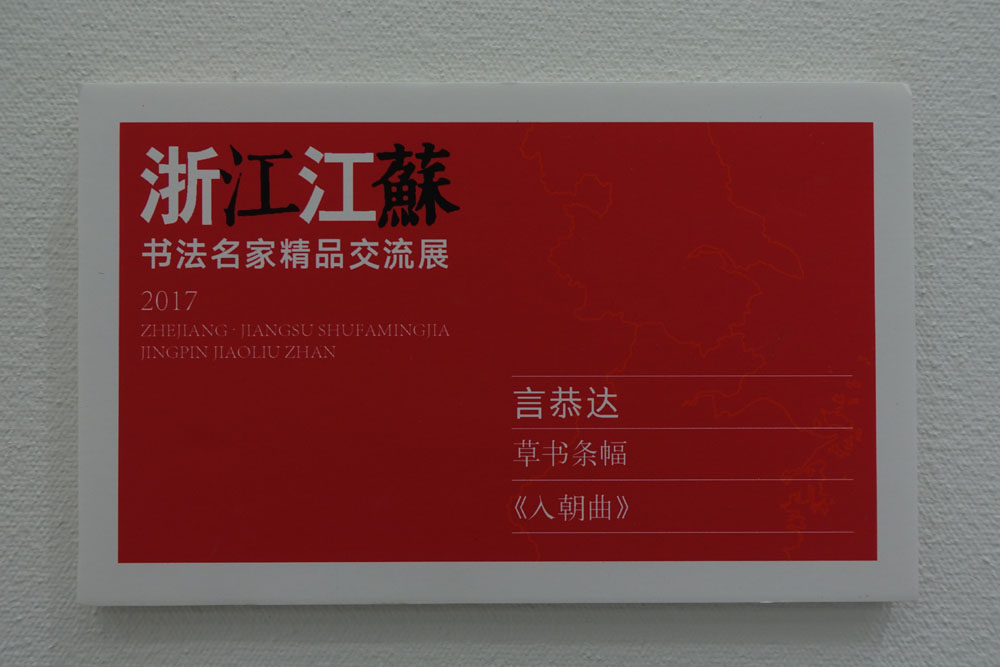 浙江江蘇
书法名家精品交流展
2017
ZHEJIANG · JIANGSU SHUFAMINGJIA
JINGPIN JIAOLIU ZHAN
言恭达
草书条幅
《入朝曲》